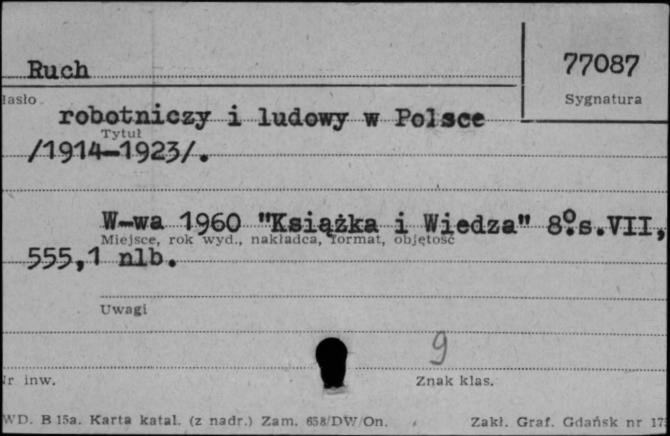 Ruch
77087
Hasło
Sygnatura
robotniczy i ludowy w Polsce
Tytuł
/1914-1923/.
W-wa 1960 "Książka i Wiedza" 8º.s.VII,
Miejsce, rok wyd., nakładca, format, objętość
555,1 nlb.
Uwagi
9
Nr inw.
Znak klas.
WD. B 15a. Karta katal. (z nadr.) Zam. 658/DW/On.
Zakł. Graf. Gdańsk nr 17